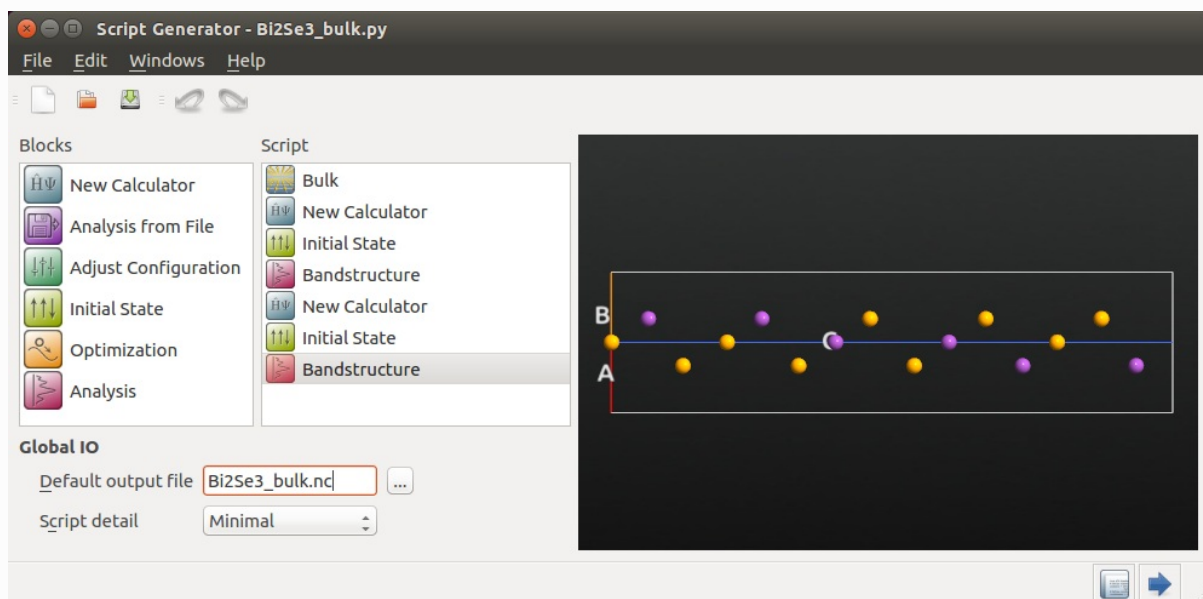 Script Generator - Bi2Se3_bulk.py
File Edit Windows Help
Blocks
New Calculator
Analysis from File
Adjust Configuration
Initial State
Optimization
Analysis
Script
Bulk
New Calculator
Initial State
Bandstructure
New Calculator
Initial State
Bandstructure
B
C
A
Global IO
Default output file Bi2Se3_bulk.nc ...
Script detail Minimal